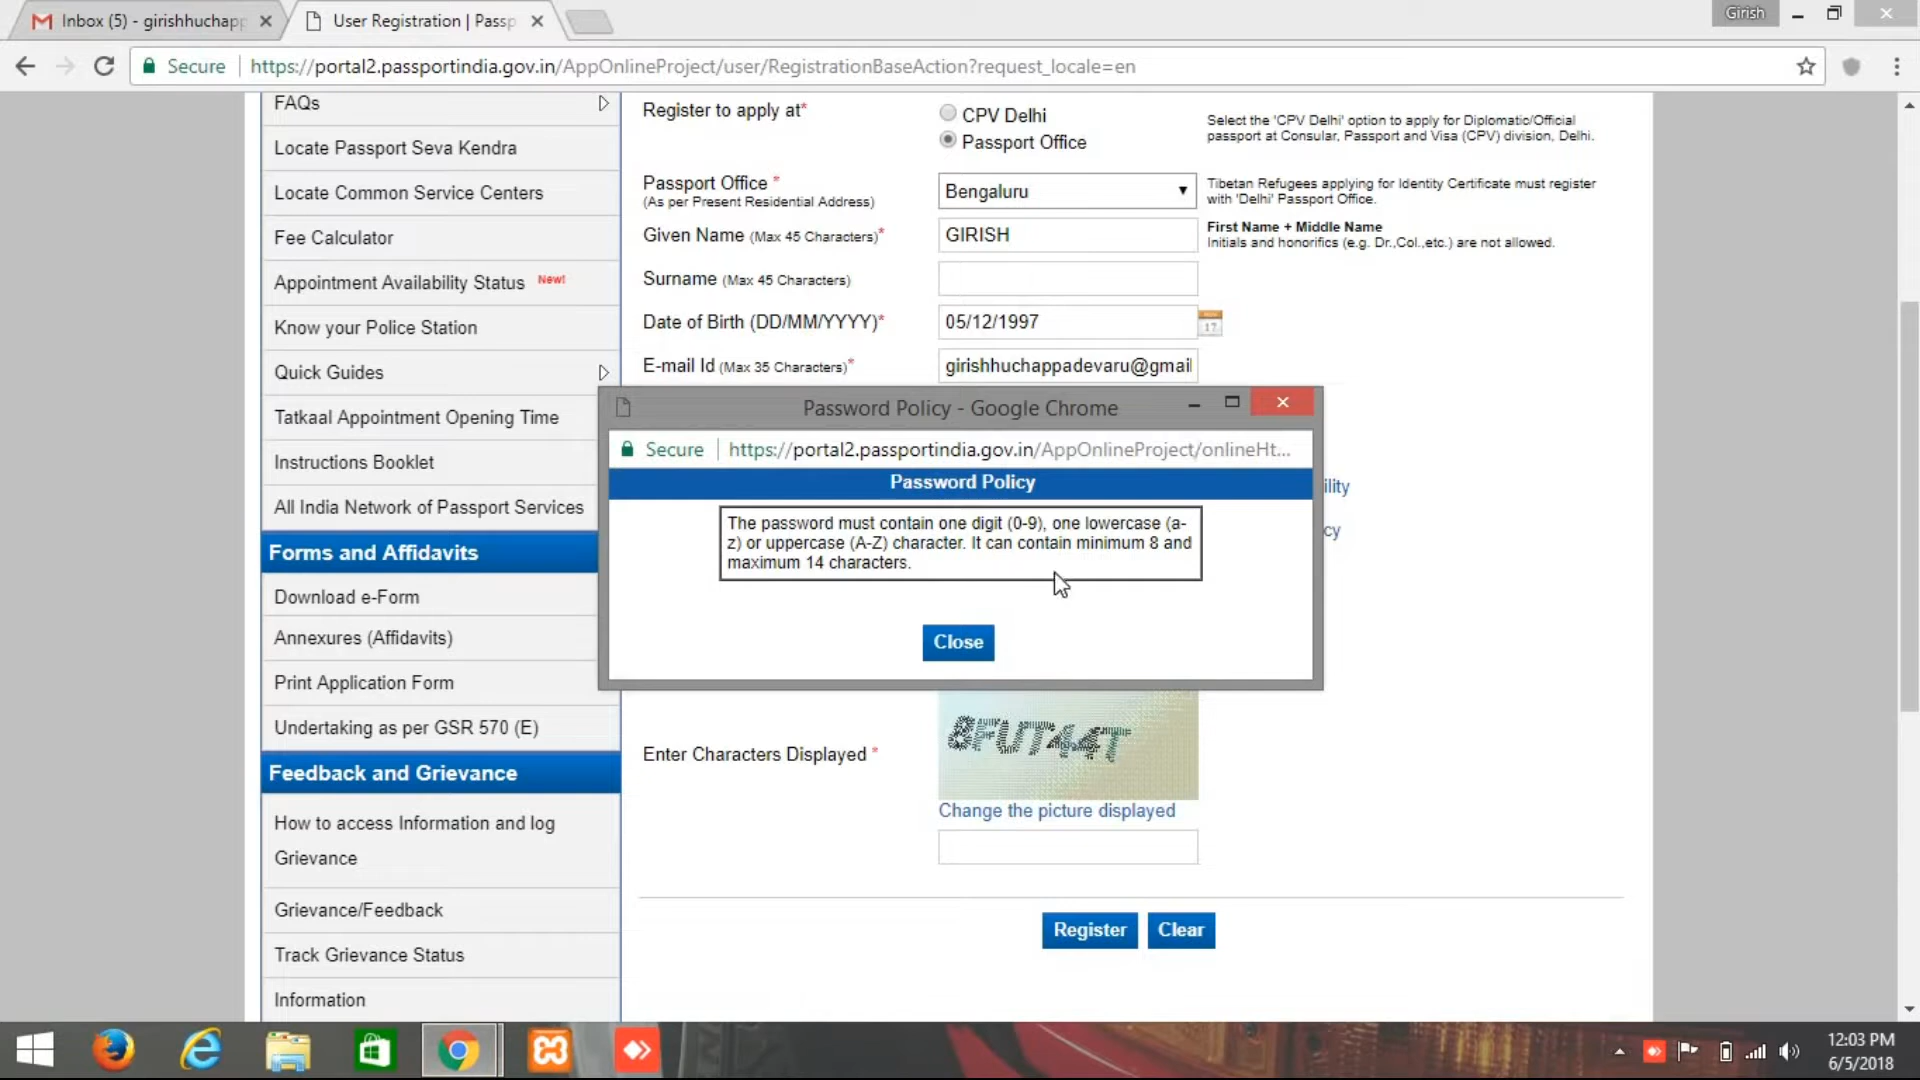 Inbox (5) - girishhuchapp
User Registration | Passp
Girish
Secure
https://portal2.passportindia.gov.in/AppOnlineProject/user/RegistrationBaseAction?request_locale=en
FAQs
Locate Passport Seva Kendra
Locate Common Service Centers
Fee Calculator
Appointment Availability Status New!
Know your Police Station
Quick Guides
Tatkaal Appointment Opening Time
Instructions Booklet
All India Network of Passport Services
Forms and Affidavits
Download e-Form
Annexures (Affidavits)
Print Application Form
Undertaking as per GSR 570 (E)
Feedback and Grievance
How to access Information and log
Grievance
Grievance/Feedback
Track Grievance Status
Information
Register to apply at*
CPV Delhi
Passport Office
Select the 'CPV Delhi' option to apply for Diplomatic/Official
passport at Consular, Passport and Visa (CPV) division, Delhi.
Passport Office *
(As per Present Residential Address)
Bengaluru
Tibetan Refugees applying for Identity Certificate must register
with 'Delhi' Passport Office.
Given Name (Max 45 Characters)*
GIRISH
First Name + Middle Name
Initials and honorifics (e.g. Dr.,Col.,etc.) are not allowed.
Surname (Max 45 Characters)
Date of Birth (DD/MM/YYYY)*
05/12/1997
17
E-mail Id (Max 35 Characters)*
girishhuchappadevaru@gmail
Password Policy - Google Chrome
Secure
https://portal2.passportindia.gov.in/AppOnlineProject/onlineHt...
Password Policy
The password must contain one digit (0-9), one lowercase (a-
z) or uppercase (A-Z) character. It can contain minimum 8 and
maximum 14 characters.
Close
ility
cy
Enter Characters Displayed *
8FUT44T
Change the picture displayed
Register
Clear
12:03 PM
6/5/2018